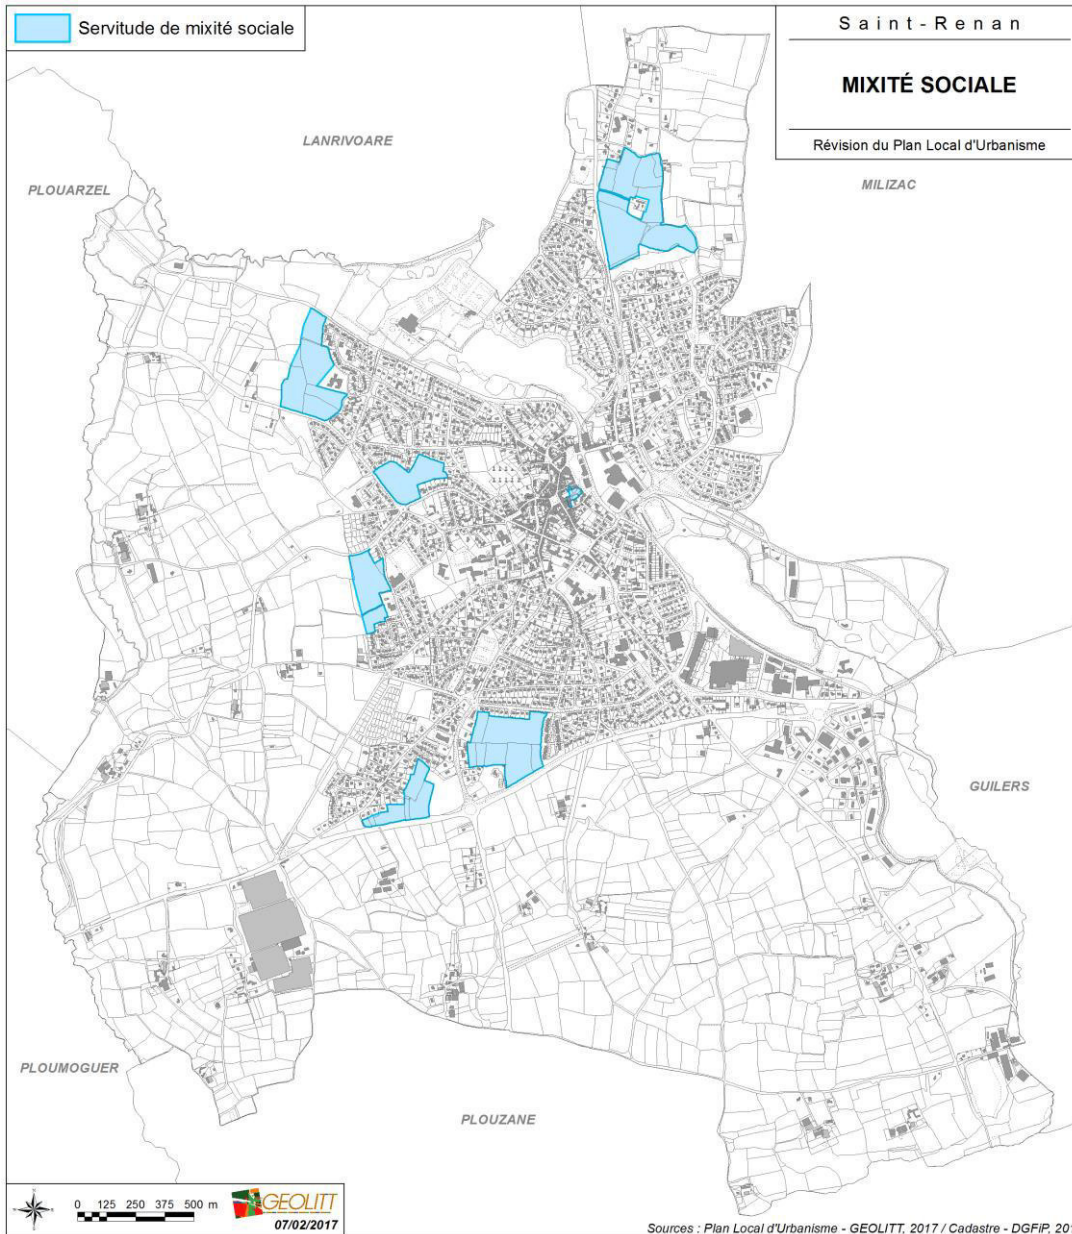 Servitude de mixité sociale
Saint-Renan
MIXITÉ SOCIALE
Révision du Plan Local d'Urbanisme
LANRIVOARE
PLOUARZEL
MILIZAC
GUILERS
PLOUMOGUER
PLOUZANE
0 125 250 375 500 m
GEOLITT
07/02/2017
Sources : Plan Local d'Urbanisme - GEOLITT, 2017 / Cadastre - DGFiP, 201